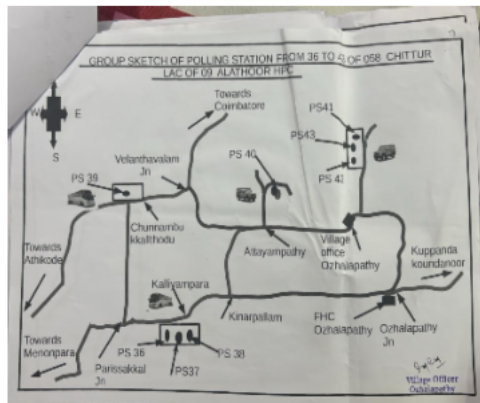 GROUP SKETCH OF POLLING STATION FROM 36 TO 43 OF 058 CHITTUR
LAC OF 09 ALATHOOR HPC
W E
S
Towards
Coimbatore
PS41
PS43
PS 42
PS 40
Velanthavalam
Jn
PS 39
Chunnambu
kkalthodu
Attayampathy
Village
office
Ozhalapathy
Kuppanda
koundanoor
Towards
Athikode
Kalliyampara
Kinarpallam
FHC
Ozhalapathy
Ozhalapathy
Jn
Towards
Menonpara
Parissakkal
Jn
PS 36
PS37
PS 38
Village Officer
Ozhalapathy